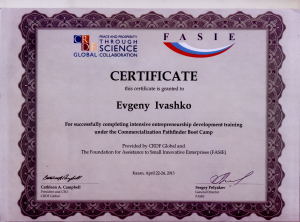 CRDF
GLOBAL
PEACE AND PROSPERITY
THROUGH
SCIENCE
COLLABORATION
FASIE
CERTIFICATE
this certificate is granted to
Evgeny Ivashko
For successfully completing intensive entrepreneurship development training
under the Commercialization Pathfinder Boot Camp
Provided by CRDF Global and
The Foundation for Assistance to Small Innovative Enterprises (FASIE)
Kazan, April 22-26, 2013
Cathleen A. Campbell
President and CEO
CRDF Global
Sergey Polyakov
General Director
FASIE